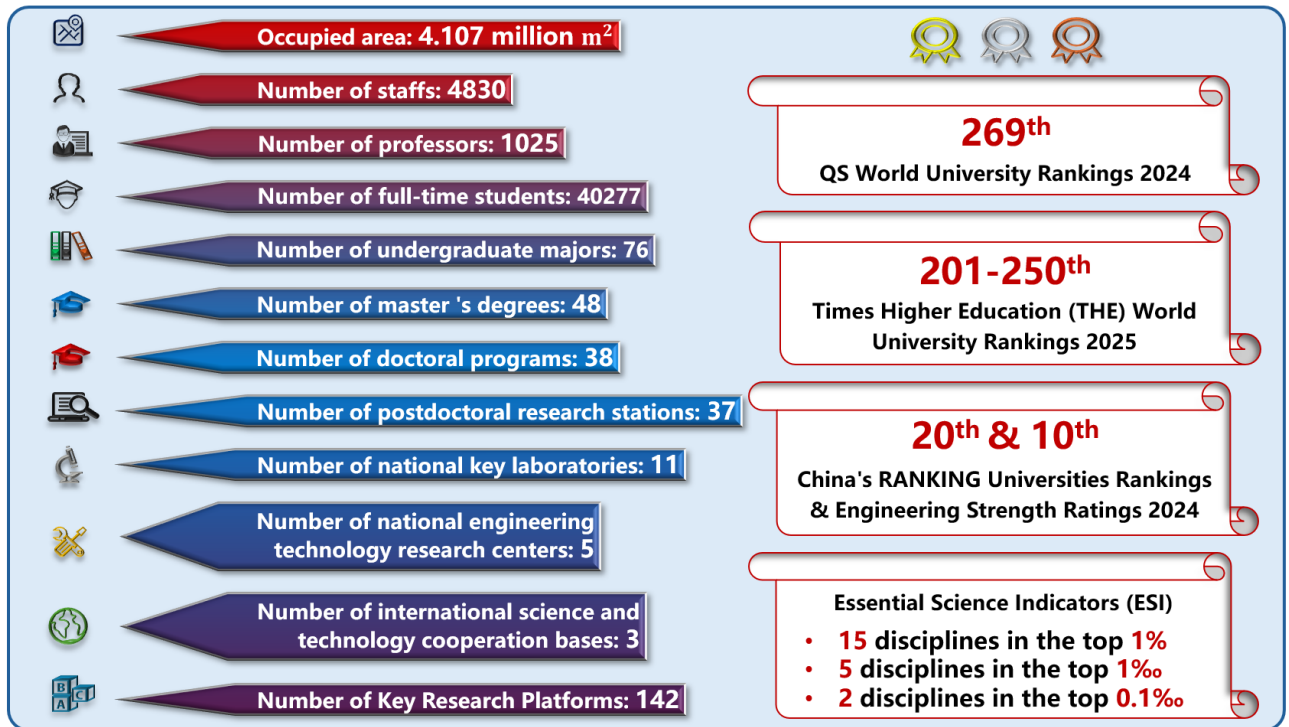 Occupied area: 4.107 million m²
Number of staffs: 4830
Number of professors: 1025
Number of full-time students: 40277
Number of undergraduate majors: 76
Number of master 's degrees: 48
Number of doctoral programs: 38
Number of postdoctoral research stations: 37
Number of national key laboratories: 11
Number of national engineering
technology research centers: 5
Number of international science and
technology cooperation bases: 3
B
C
A
Number of Key Research Platforms: 142
269th
QS World University Rankings 2024
201-250th
Times Higher Education (THE) World
University Rankings 2025
20th & 10th
China's RANKING Universities Rankings
& Engineering Strength Ratings 2024
Essential Science Indicators (ESI)
• 15 disciplines in the top 1%
• 5 disciplines in the top 1‰
• 2 disciplines in the top 0.1‰